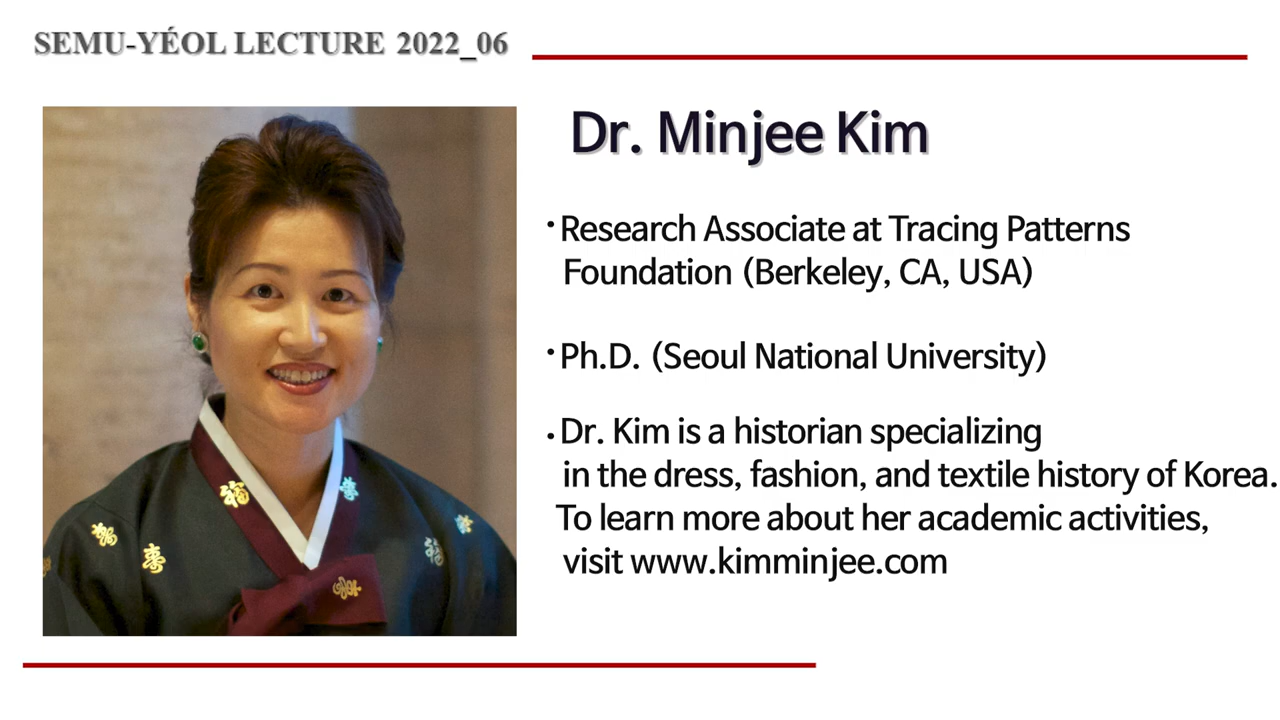 SEMU-YÉOL LECTURE 2022_06
Dr. Minjee Kim
· Research Associate at Tracing Patterns
Foundation (Berkeley, CA, USA)
· Ph.D. (Seoul National University)
· Dr. Kim is a historian specializing
in the dress, fashion, and textile history of Korea.
To learn more about her academic activities,
visit www.kimminjee.com